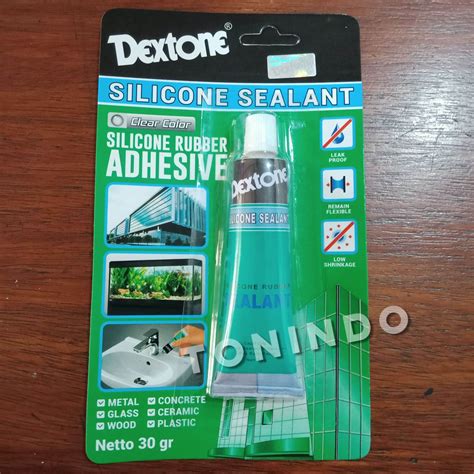 DEXTONE®
SILICONE SEALANT
Clear Color
SILICONE RUBBER
ADHESIVE
LEAK
PROOF
REMAIN
FLEXIBLE
LOW
SHRINKAGE
DEXTONE
SILICONE SEALANT
SILICONE RUBBER
SEALANT
TONINDO
METAL
CONCRETE
GLASS
CERAMIC
WOOD
PLASTIC
Netto 30 gr